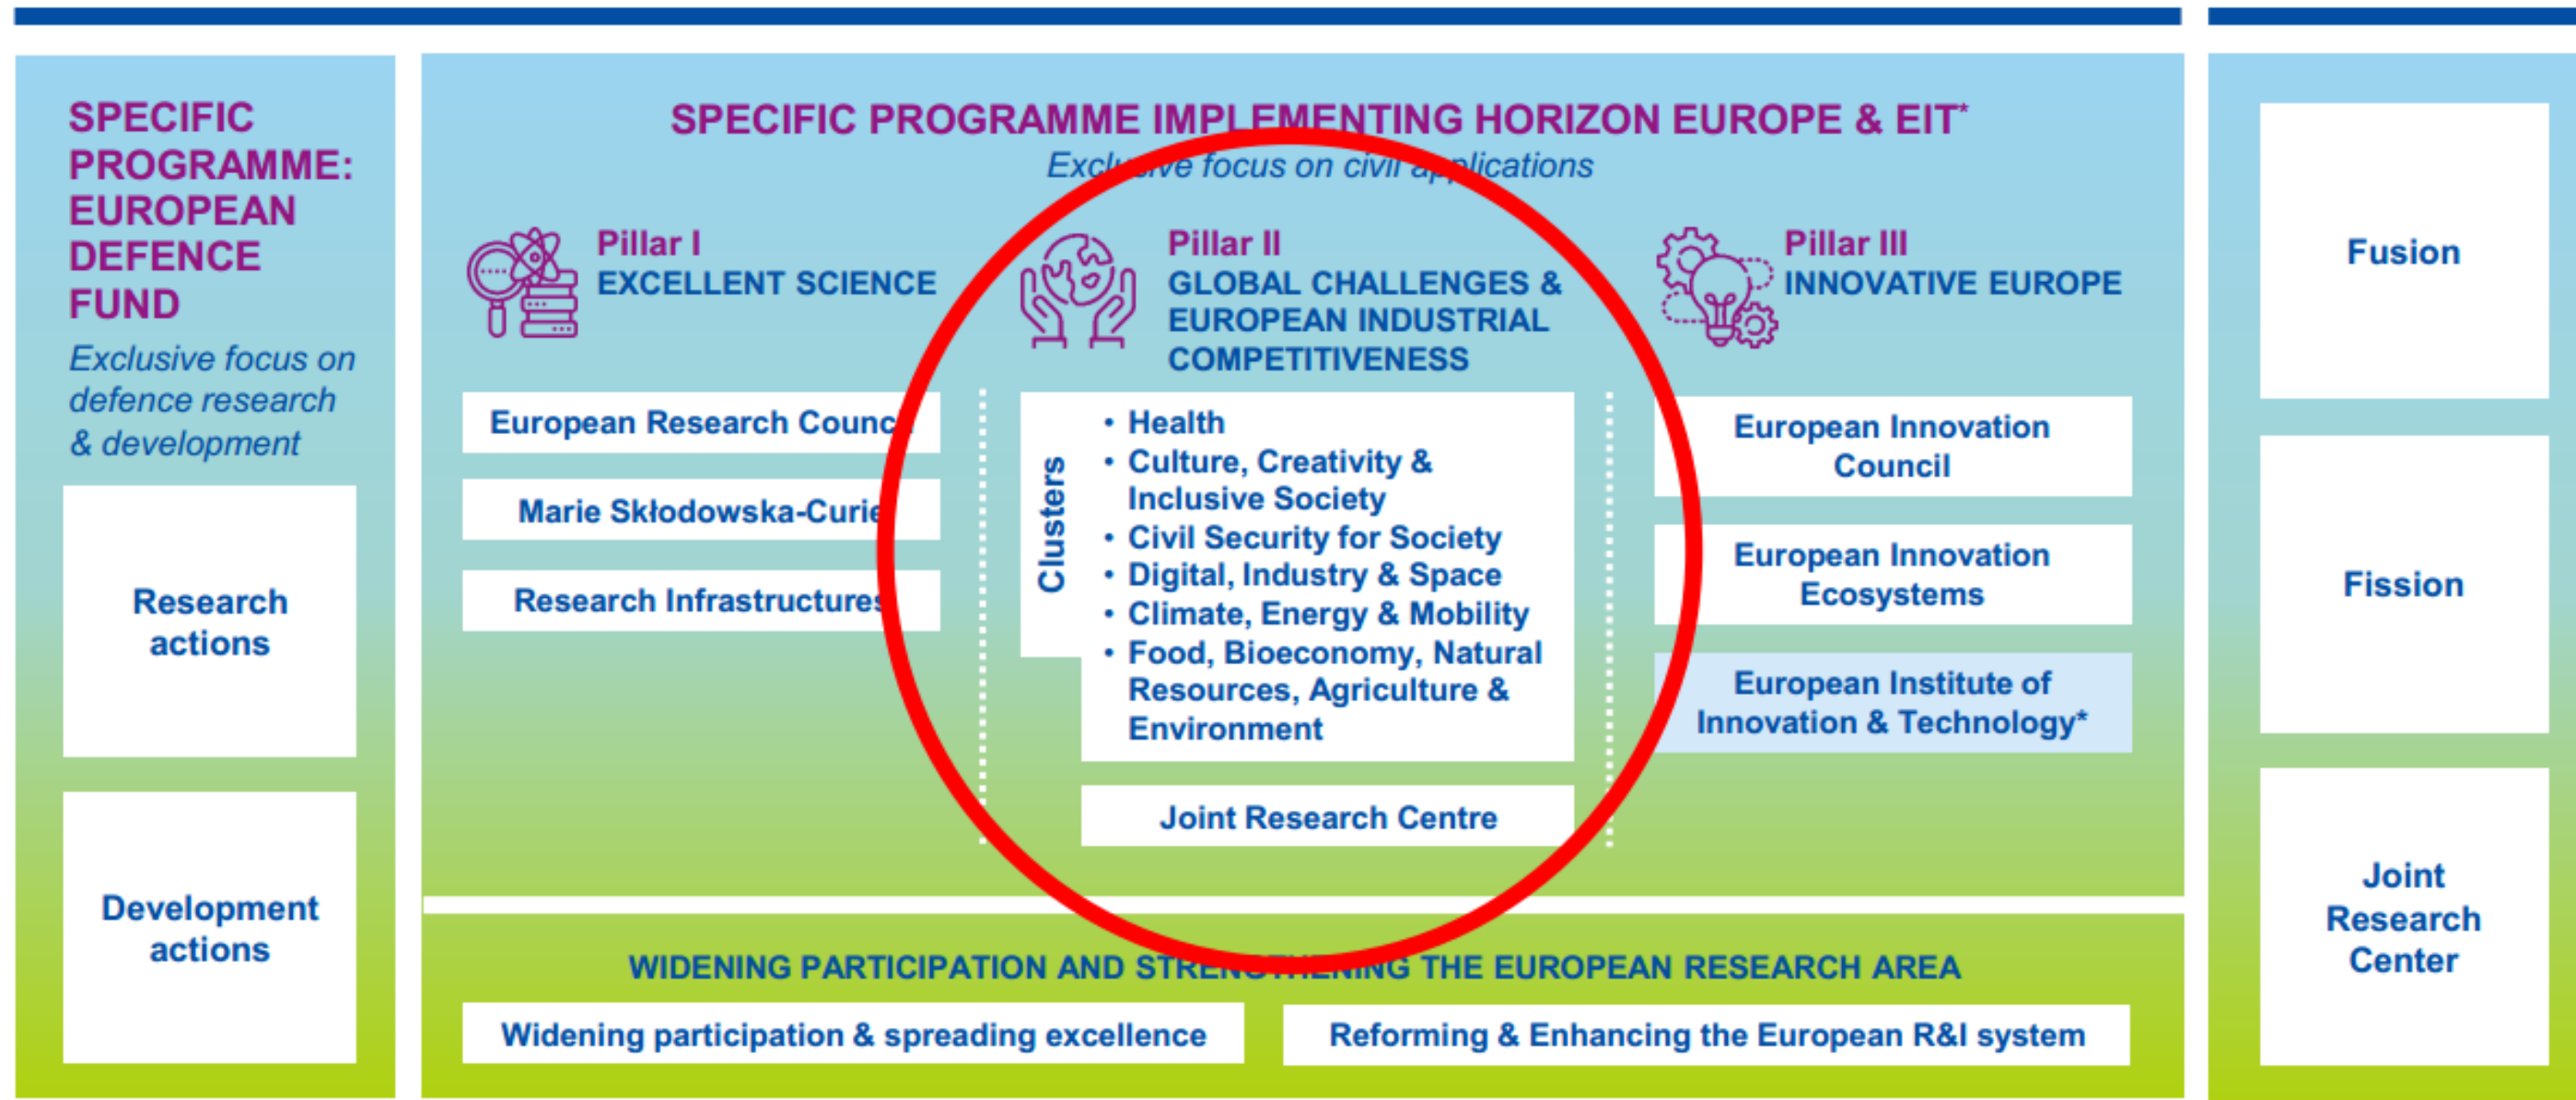 SPECIFIC
PROGRAMME:
EUROPEAN
DEFENCE
FUND
Exclusive focus on
defence research
& development
Research
actions
Development
actions
SPECIFIC PROGRAMME IMPLEMENTING HORIZON EUROPE & EIT*
Exclusive focus on civil applications
Pillar I
EXCELLENT SCIENCE
European Research Council
Marie Skłodowska-Curie
Research Infrastructures
Pillar II
GLOBAL CHALLENGES &
EUROPEAN INDUSTRIAL
COMPETITIVENESS
Clusters
• Health
• Culture, Creativity &
Inclusive Society
• Civil Security for Society
• Digital, Industry & Space
• Climate, Energy & Mobility
• Food, Bioeconomy, Natural
Resources, Agriculture &
Environment
Joint Research Centre
Pillar III
INNOVATIVE EUROPE
European Innovation
Council
European Innovation
Ecosystems
European Institute of
Innovation & Technology*
WIDENING PARTICIPATION AND STRENGTHENING THE EUROPEAN RESEARCH AREA
Widening participation & spreading excellence
Reforming & Enhancing the European R&I system
Fusion
Fission
Joint
Research
Center